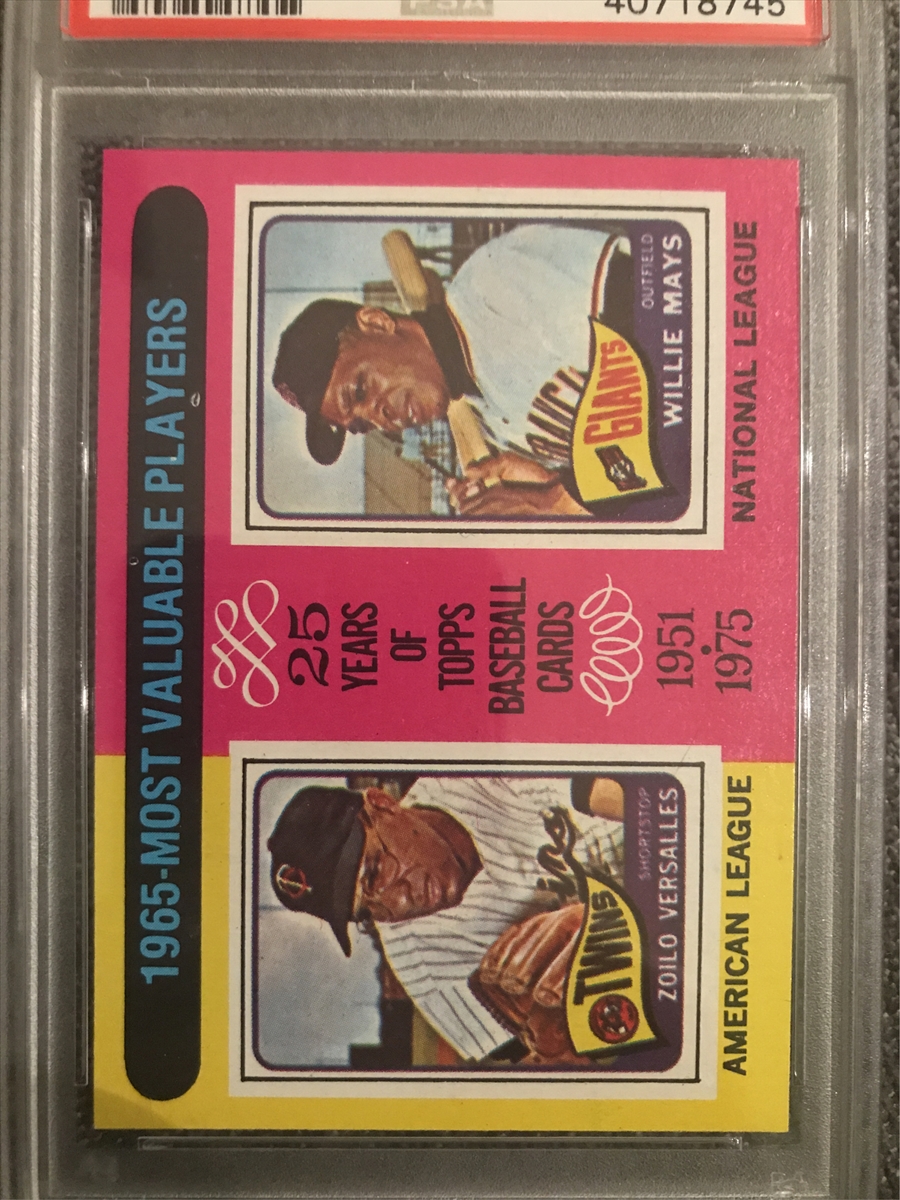 40718745
1965-MOST VALUABLE PLAYERS
TWINS
SHORTSTOP
ZOILO VERSALLES
AMERICAN LEAGUE
25
YEARS
OF
TOPPS
BASEBALL
CARDS
1951
•
1975
GIANTS
OUTFIELD
WILLIE MAYS
NATIONAL LEAGUE